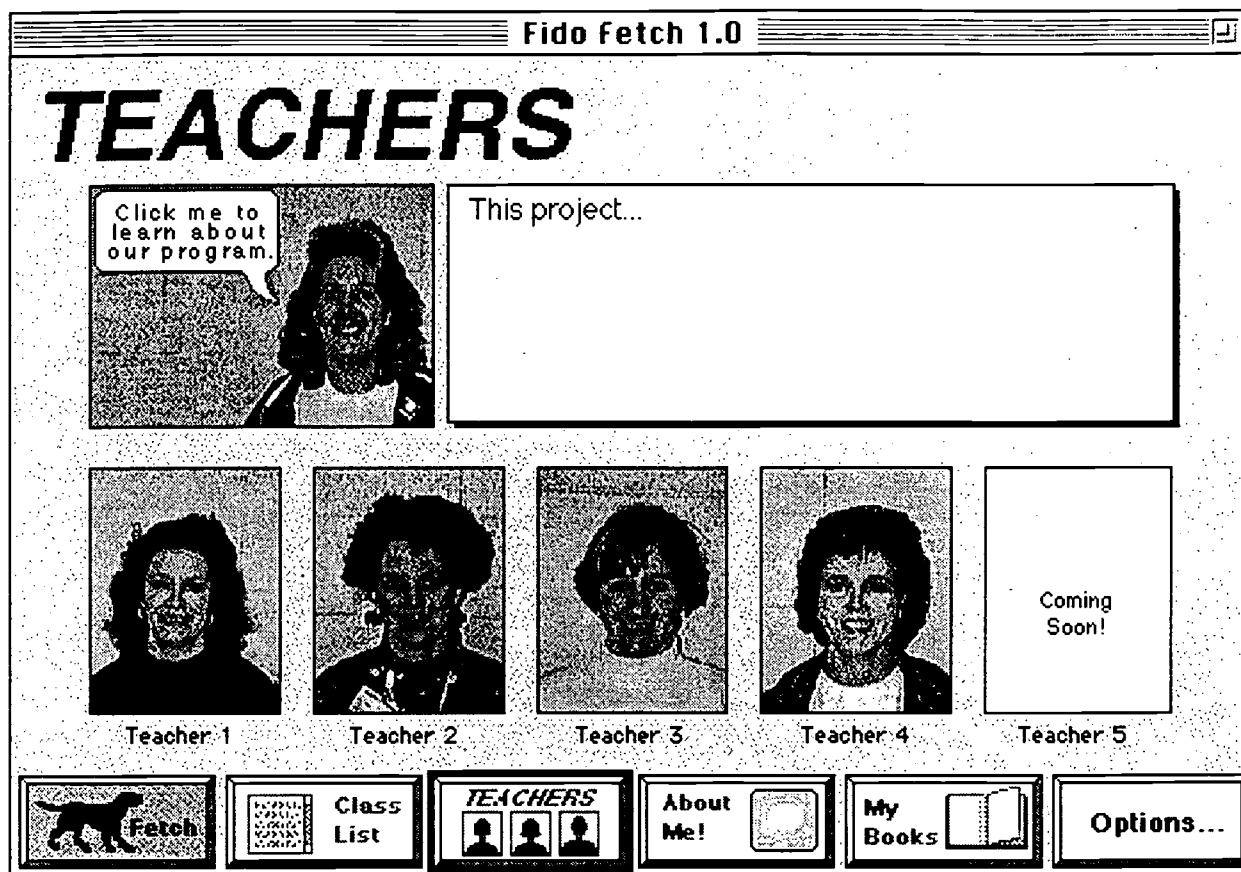 Fido Fetch 1.0
TEACHERS
Click me to
learn about
our program.
This project...
Coming
Soon!
Teacher 1
Teacher 2
Teacher 3
Teacher 4
Teacher 5
Fetch
Class
List
TEACHERS
About
Me!
My
Books
Options...